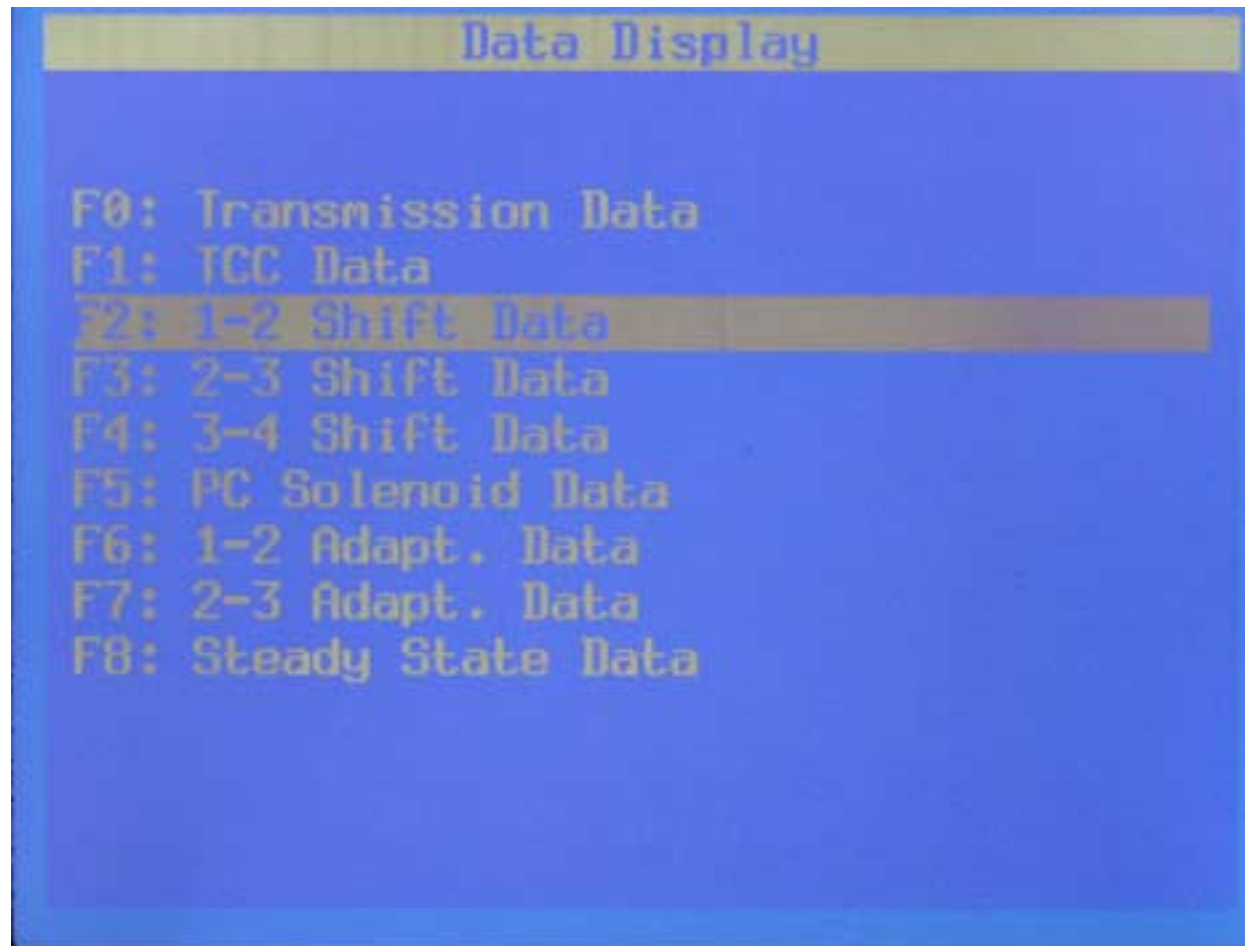 Data Display
F0: Transmission Data
F1: TCC Data
F2: 1-2 Shift Data
F3: 2-3 Shift Data
F4: 3-4 Shift Data
F5: PC Solenoid Data
F6: 1-2 Adapt. Data
F7: 2-3 Adapt. Data
F8: Steady State Data